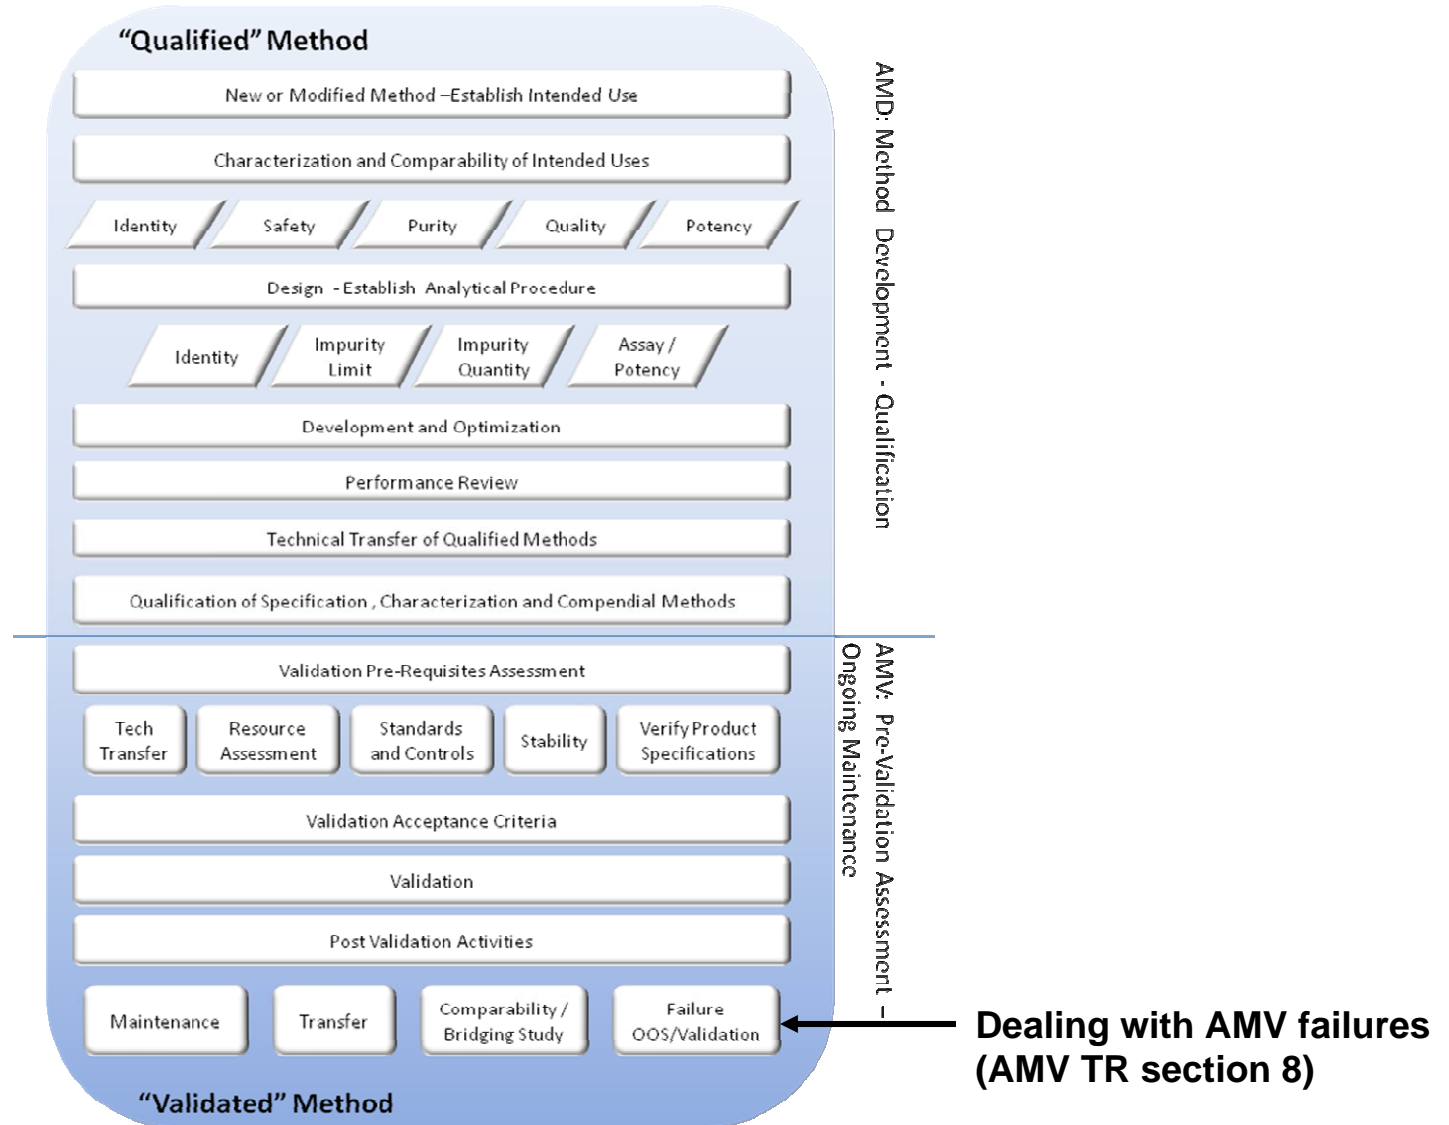 “Qualified” Method
New or Modified Method –Establish Intended Use
Characterization and Comparability of Intended Uses
Identity
Safety
Purity
Quality
Potency
Design - Establish Analytical Procedure
Identity
Impurity
Limit
Impurity
Quantity
Assay /
Potency
Development and Optimization
Performance Review
Technical Transfer of Qualified Methods
Qualification of Specification , Characterization and Compendial Methods
AMD: Method Development - Qualification
Validation Pre-Requisites Assessment
Tech
Transfer
Resource
Assessment
Standards
and Controls
Stability
Verify Product
Specifications
Validation Acceptance Criteria
Validation
Post Validation Activities
Maintenance
Transfer
Comparability /
Bridging Study
Failure
OOS/Validation
AMV: Pre-Validation Assessment –
Ongoing Maintenance
Dealing with AMV failures
(AMV TR section 8)
“Validated” Method